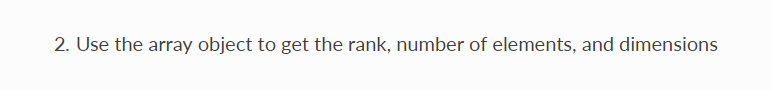 2. Use the array object to get the rank, number of elements, and dimensions